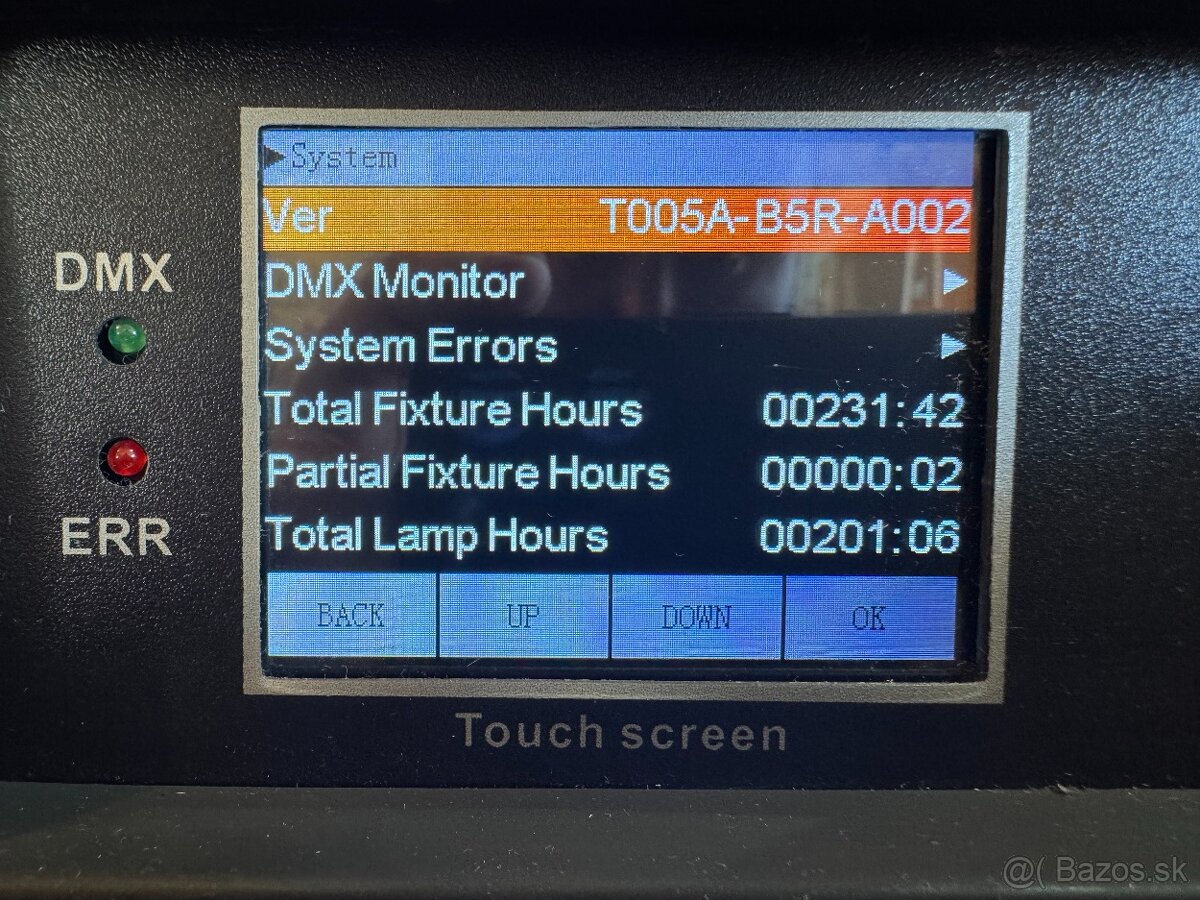 System
Ver T005A-B5R-A002
DMX
DMX Monitor
System Errors
Total Fixture Hours 00231:42
Partial Fixture Hours 00000:02
ERR
Total Lamp Hours 00201:06
BACK UP DOWN OK
Touch screen
@( Bazos.sk